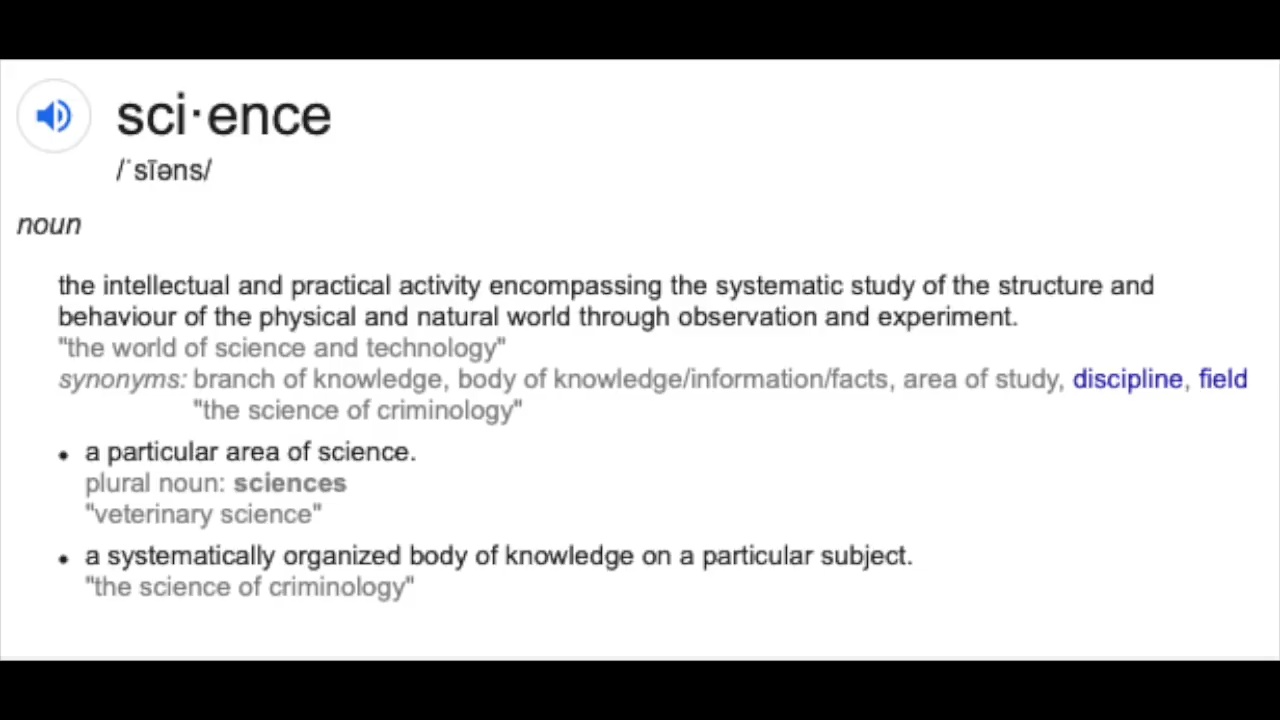 sci·ence
/ˈsīəns/
noun
the intellectual and practical activity encompassing the systematic study of the structure and
behaviour of the physical and natural world through observation and experiment.
"the world of science and technology"
synonyms: branch of knowledge, body of knowledge/information/facts, area of study, discipline, field
"the science of criminology"
• a particular area of science.
plural noun: sciences
"veterinary science"
• a systematically organized body of knowledge on a particular subject.
"the science of criminology"